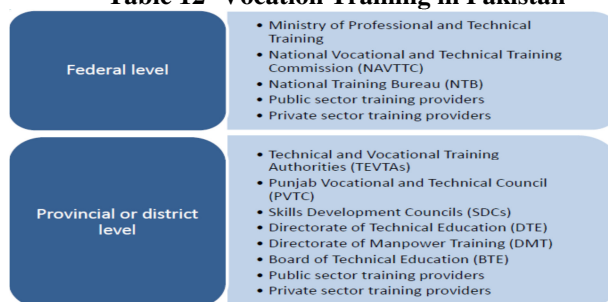 Table 12 Vocation Training in Pakistan
Federal level
• Ministry of Professional and Technical
Training
• National Vocational and Technical Training
Commission (NAVTTC)
• National Training Bureau (NTB)
• Public sector training providers
• Private sector training providers
Provincial or district
level
• Technical and Vocational Training
Authorities (TEVTAs)
• Punjab Vocational and Technical Council
(PVTC)
• Skills Development Councils (SDCs)
• Directorate of Technical Education (DTE)
• Directorate of Manpower Training (DMT)
• Board of Technical Education (BTE)
• Public sector training providers
• Private sector training providers